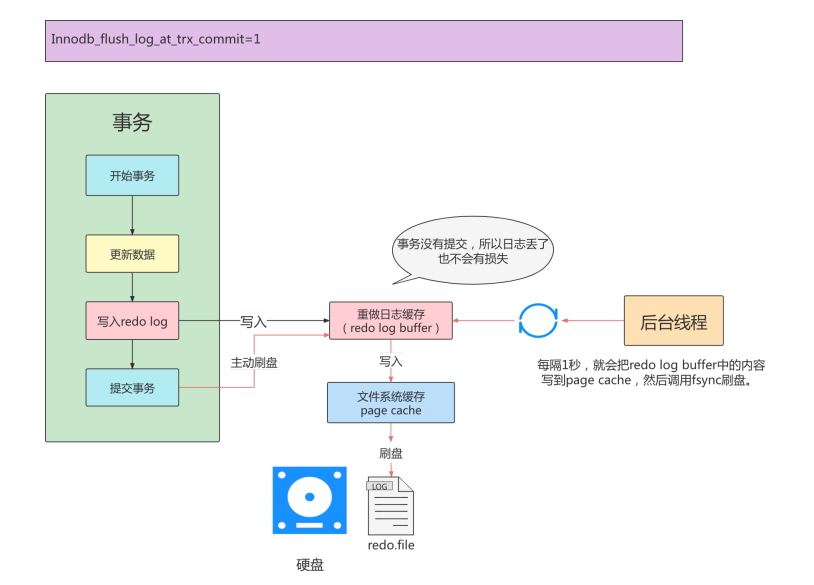 Innodb_flush_log_at_trx_commit=1
事务
开始事务
更新数据
写入redo log
提交事务
写入
主动刷盘
事务没有提交，所以日志丢了
也不会有损失
重做日志缓存
（redo log buffer）
写入
文件系统缓存
page cache
刷盘
LOG
redo.file
硬盘
后台线程
每隔1秒，就会把redo log buffer中的内容
写到page cache，然后调用fsync刷盘。